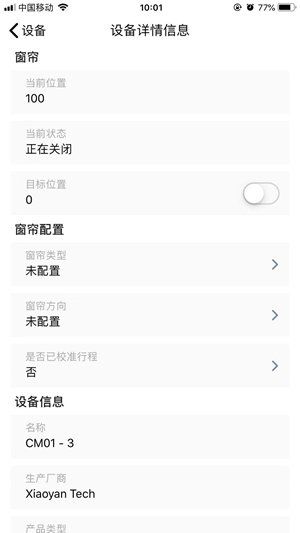 中国移动
10:01
77%
设备
设备详情信息
窗帘
当前位置
100
当前状态
正在关闭
目标位置
0
窗帘配置
窗帘类型
未配置
窗帘方向
未配置
是否已校准行程
否
设备信息
名称
CM01 - 3
生产厂商
Xiaoyan Tech
产品类型